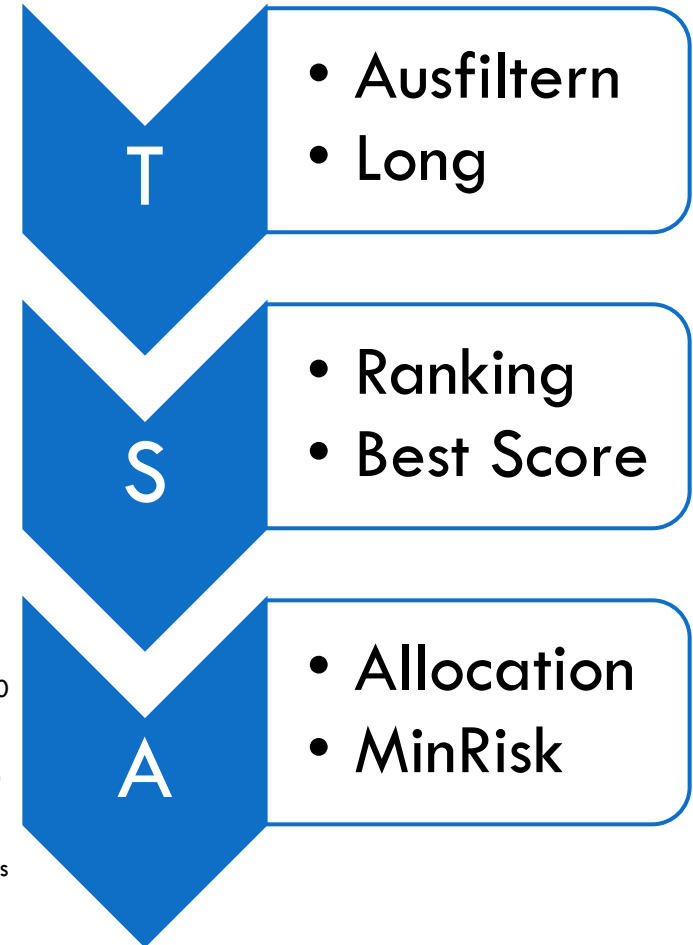 T
• Ausfiltern
• Long
S
• Ranking
• Best Score
A
• Allocation
• MinRisk